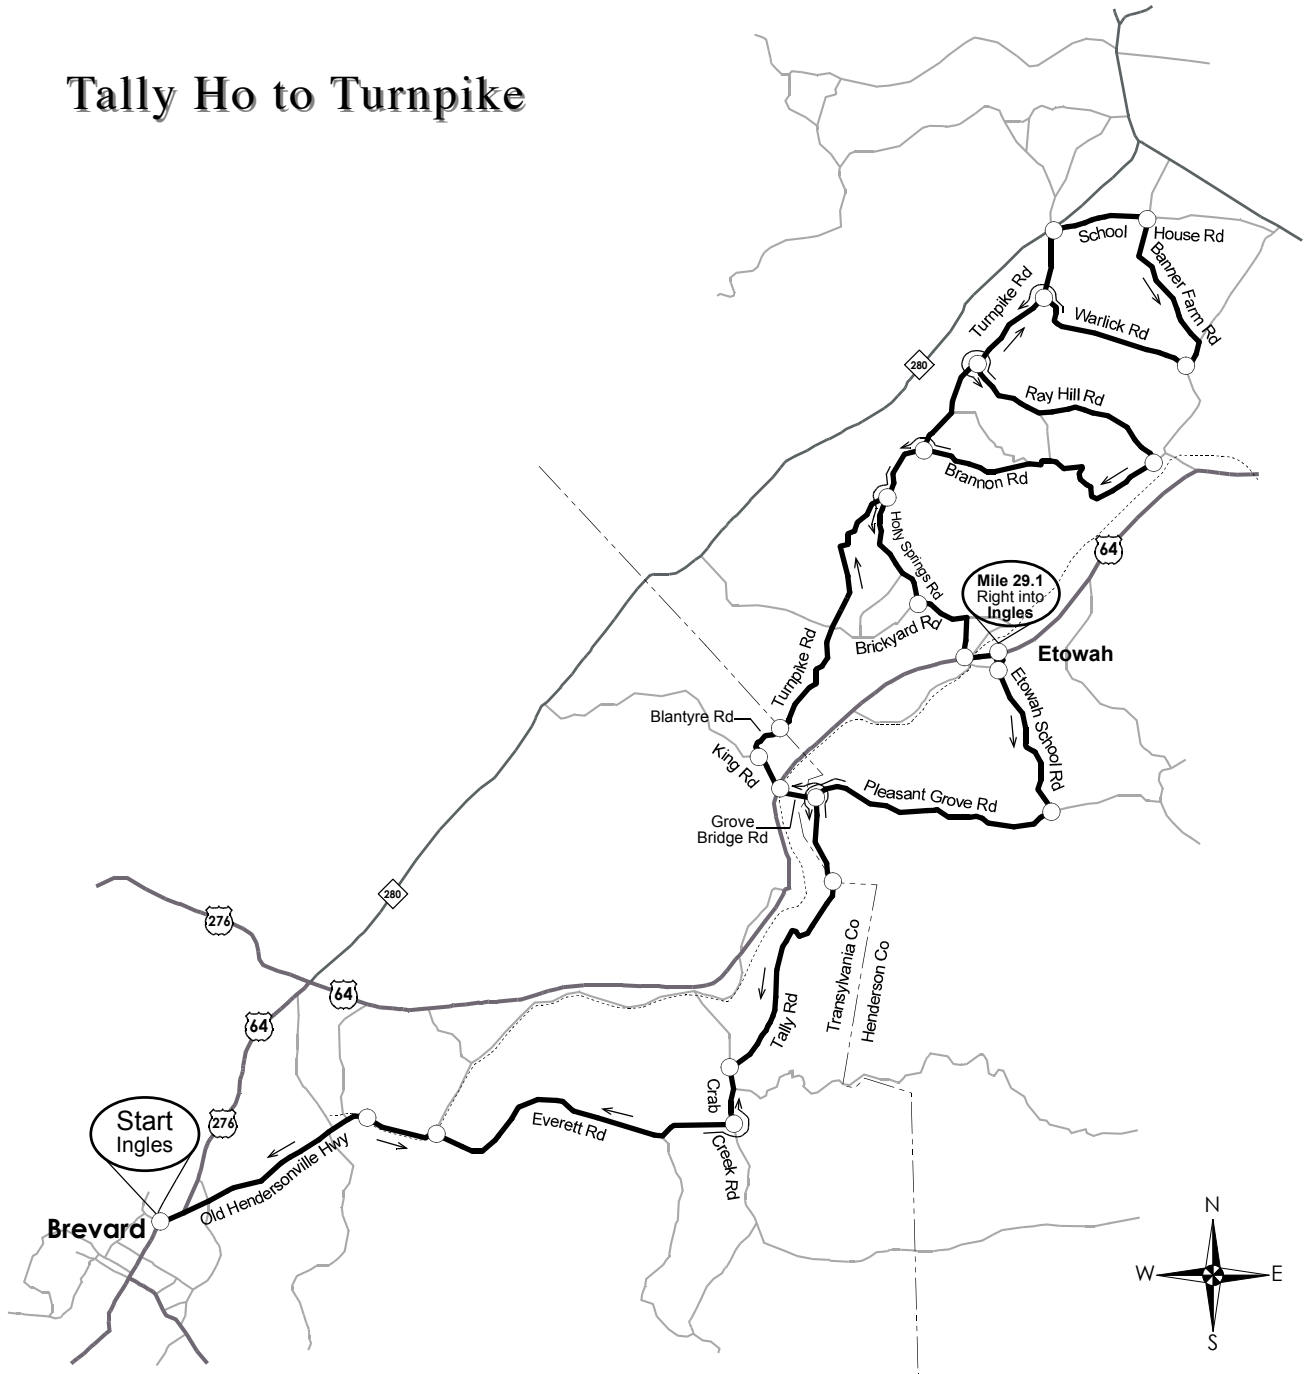 Tally Ho to Turnpike
School
House Rd
Banner Farm Rd
Turnpike Rd
Warlick Rd
280
Ray Hill Rd
Brannon Rd
Holly Springs Rd
64
Mile 29.1
Right into
Ingles
Brickyard Rd
Etowah
Turnpike Rd
Etowah School Rd
Blantyre Rd
King Rd
Pleasant Grove Rd
Grove
Bridge Rd
280
276
Transylvania Co
Henderson Co
64
Tally Rd
64
Crab
Creek Rd
Everett Rd
276
Start
Ingles
Old Hendersonville Hwy
Brevard
N
W
E
S